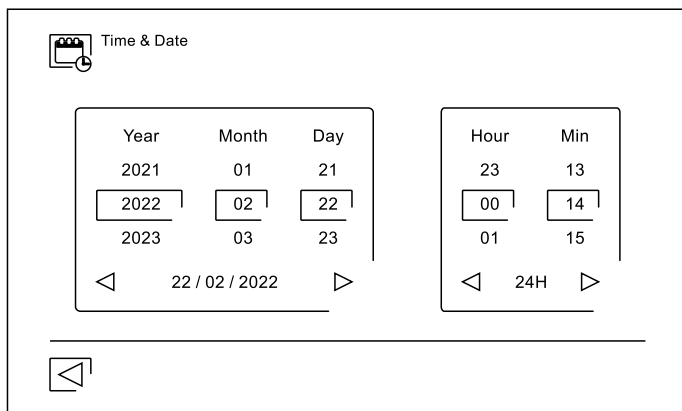 Time & Date
Year Month Day
2021 01 21
2022 02 22
2023 03 23
22 / 02 / 2022
Hour Min
23 13
00 14
01 15
24H